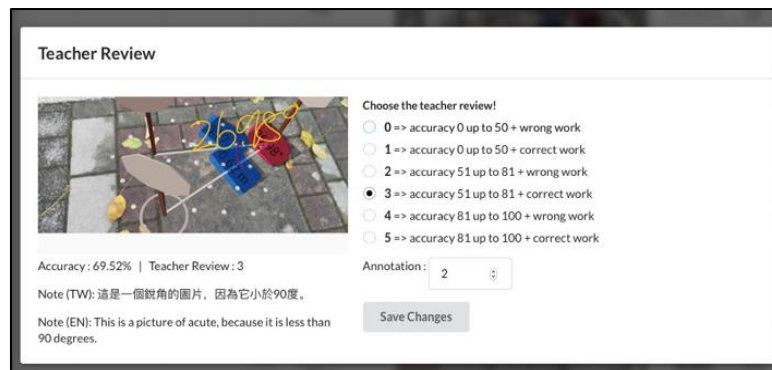 Teacher Review
98°
Choose the teacher review!
0 => accuracy 0 up to 50 + wrong work
1 => accuracy 0 up to 50 + correct work
2 => accuracy 51 up to 81 + wrong work
3 => accuracy 51 up to 81 + correct work
4 => accuracy 81 up to 100 + wrong work
5 => accuracy 81 up to 100 + correct work
Accuracy : 69.52% | Teacher Review : 3
Annotation : 2
Note (TW): 這是一個銳角的圖片，因為它小於90度。
Note (EN): This is a picture of acute, because it is less than
90 degrees.
Save Changes